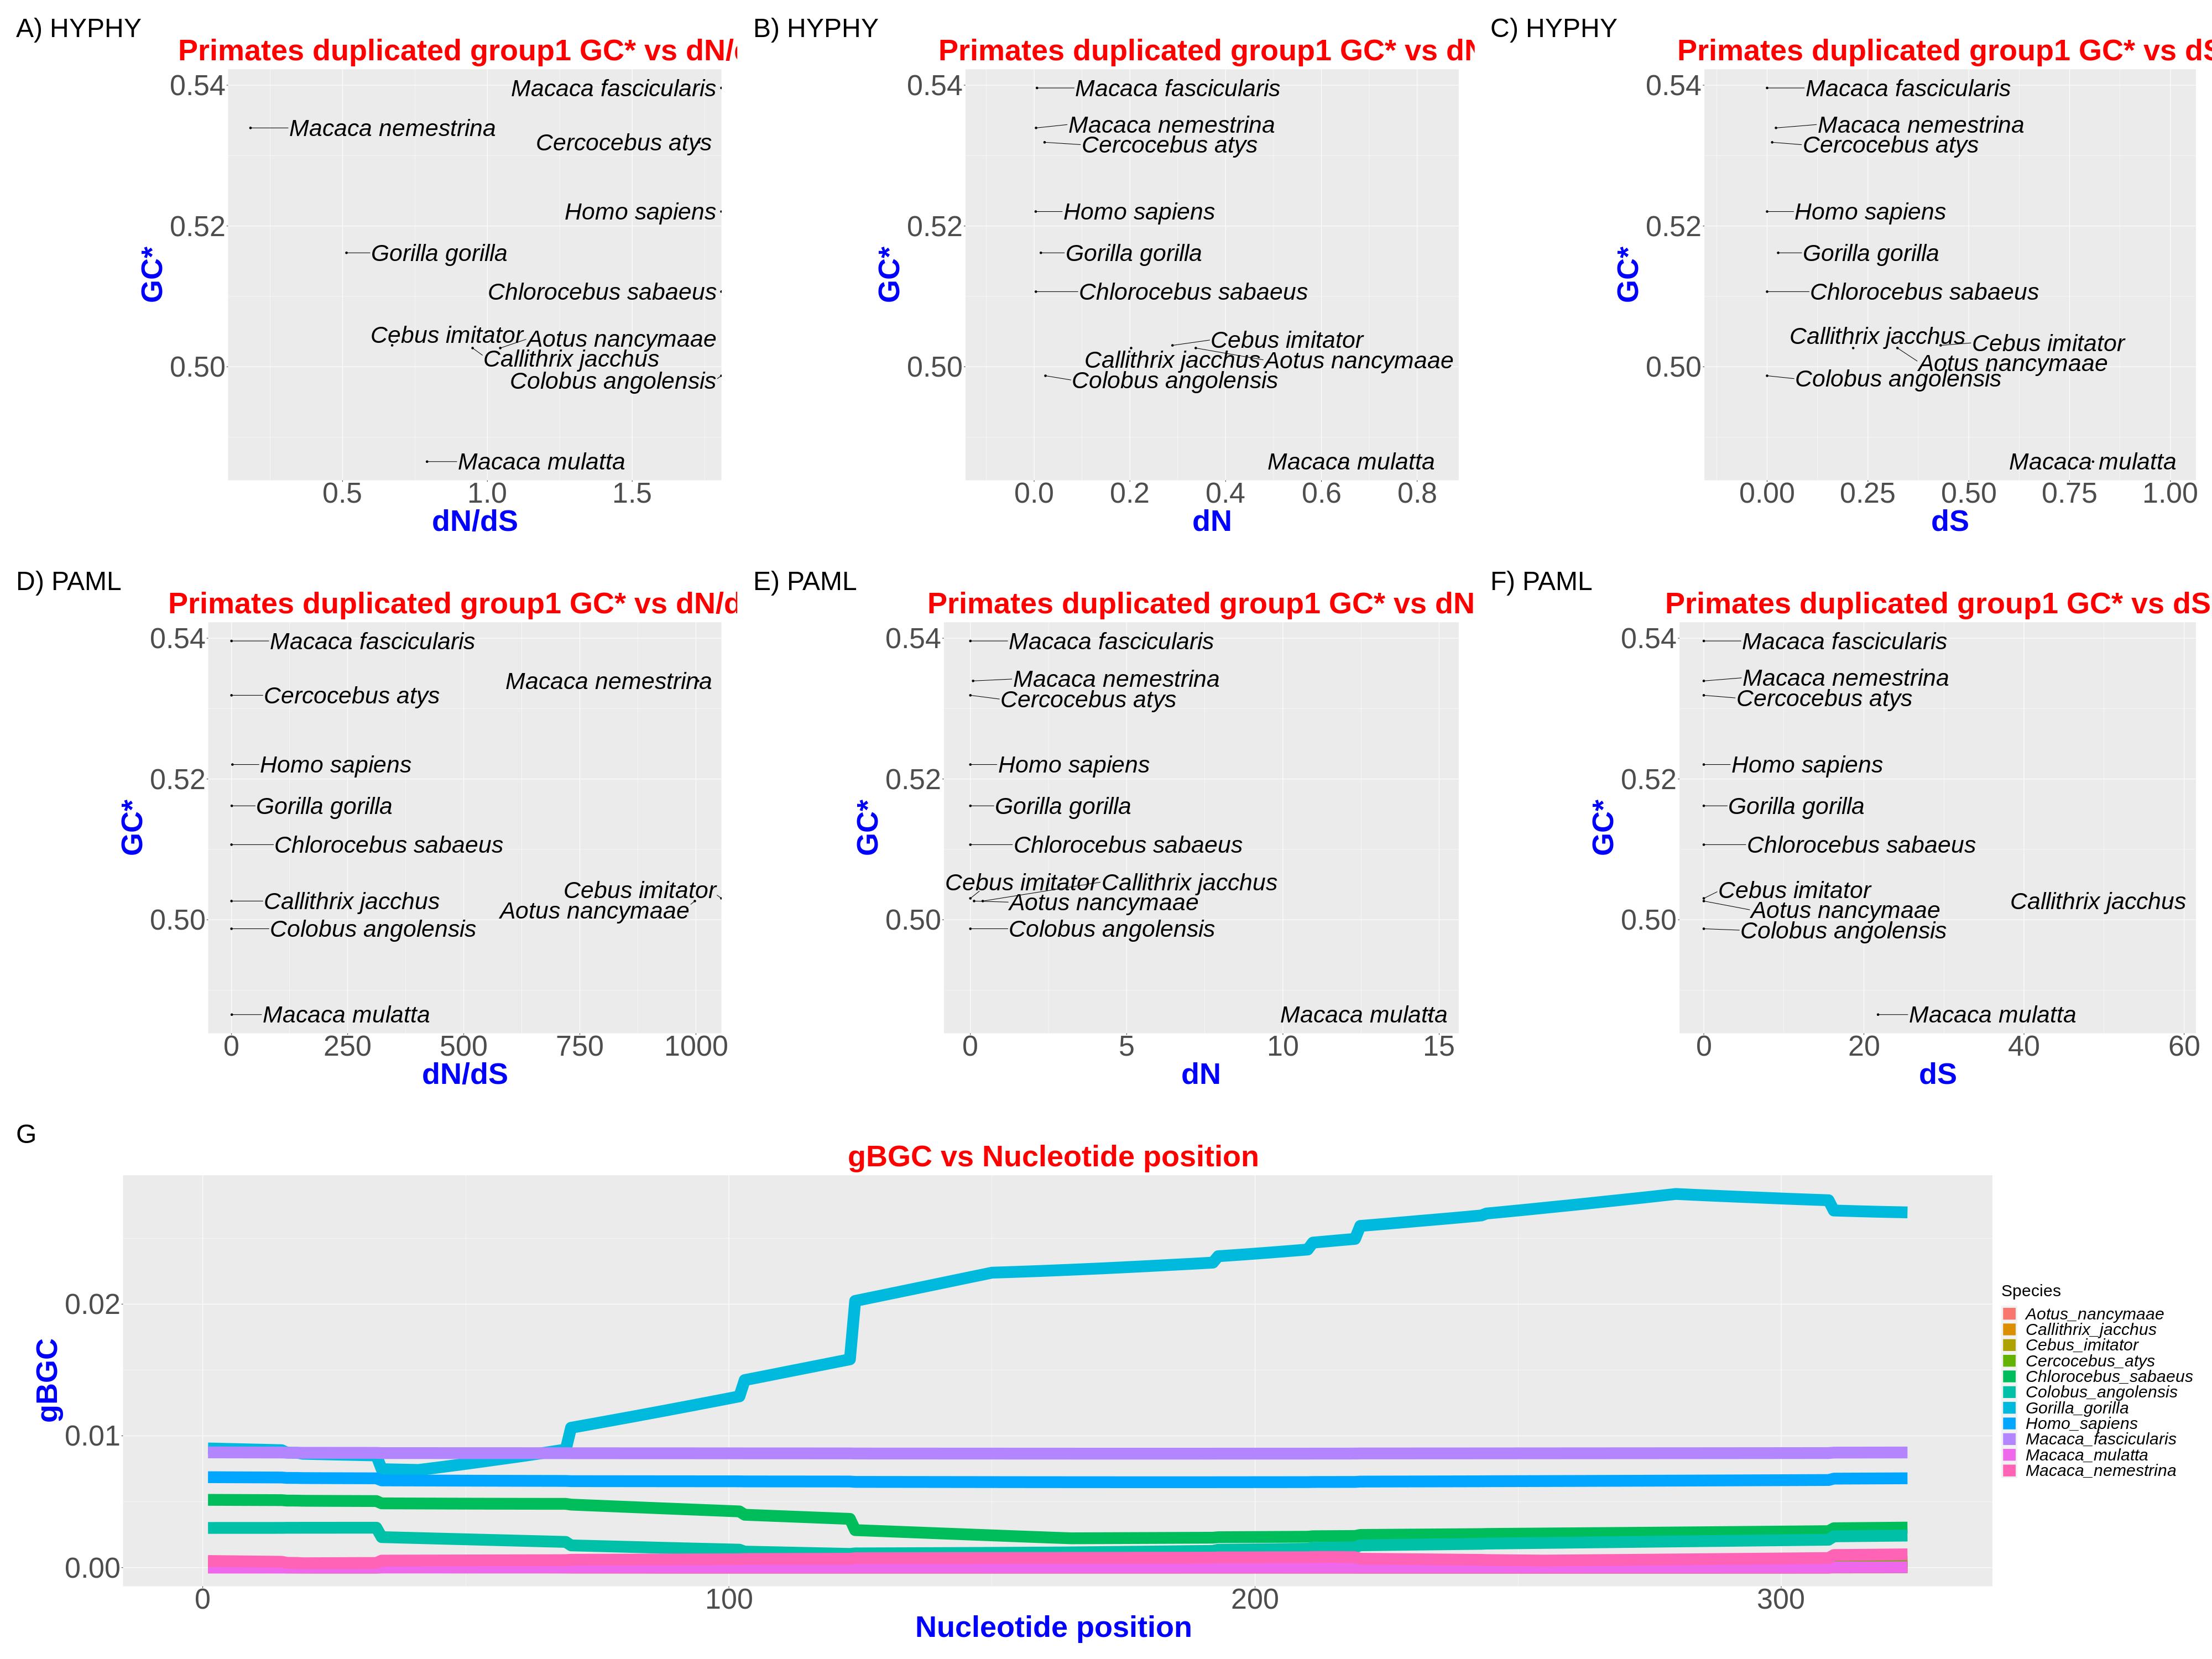 A) HYPHY
Primates duplicated group1 GC* vs dN/
0.54
0.52
0.50
GC*
Macaca fascicularis
Macaca nemestrina
Cercocebus atys
Homo sapiens
Gorilla gorilla
Chlorocebus sabaeus
Cebus imitator
Aotus nancymaae
Callithrix jacchus
Colobus angolensis
Macaca mulatta
0.5 1.0 1.5
dN/dS
B) HYPHY
Primates duplicated group1 GC* vs dN
0.54
0.52
0.50
GC*
Macaca fascicularis
Macaca nemestrina
Cercocebus atys
Homo sapiens
Gorilla gorilla
Chlorocebus sabaeus
Cebus imitator
Callithrix jacchus
Aotus nancymaae
Colobus angolensis
Macaca mulatta
0.0 0.2 0.4 0.6 0.8
dN
C) HYPHY
Primates duplicated group1 GC* vs dS
0.54
0.52
0.50
GC*
Macaca fascicularis
Macaca nemestrina
Cercocebus atys
Homo sapiens
Gorilla gorilla
Chlorocebus sabaeus
Callithrix jacchus
Cebus imitator
Aotus nancymaae
Colobus angolensis
Macaca mulatta
0.00 0.25 0.50 0.75 1.00
dS
D) PAML
Primates duplicated group1 GC* vs dN/d
0.54
0.52
0.50
GC*
Macaca fascicularis
Macaca nemestrina
Cercocebus atys
Homo sapiens
Gorilla gorilla
Chlorocebus sabaeus
Cebus imitator
Callithrix jacchus
Aotus nancymaae
Colobus angolensis
Macaca mulatta
0 250 500 750 1000
dN/dS
E) PAML
Primates duplicated group1 GC* vs dN
0.54
0.52
0.50
GC*
Macaca fascicularis
Macaca nemestrina
Cercocebus atys
Homo sapiens
Gorilla gorilla
Chlorocebus sabaeus
Cebus imitator
Callithrix jacchus
Aotus nancymaae
Colobus angolensis
Macaca mulatta
0 5 10 15
dN
F) PAML
Primates duplicated group1 GC* vs dS
0.54
0.52
0.50
GC*
Macaca fascicularis
Macaca nemestrina
Cercocebus atys
Homo sapiens
Gorilla gorilla
Chlorocebus sabaeus
Cebus imitator
Callithrix jacchus
Aotus nancymaae
Colobus angolensis
Macaca mulatta
0 20 40 60
dS
G
gBGC vs Nucleotide position
0.02
0.01
0.00
gBGC
0 100 200 300
Nucleotide position
Species
Aotus_nancymaae
Callithrix_jacchus
Cebus_imitator
Cercocebus_atys
Chlorocebus_sabaeus
Colobus_angolensis
Gorilla_gorilla
Homo_sapiens
Macaca_fascicularis
Macaca_mulatta
Macaca_nemestrina